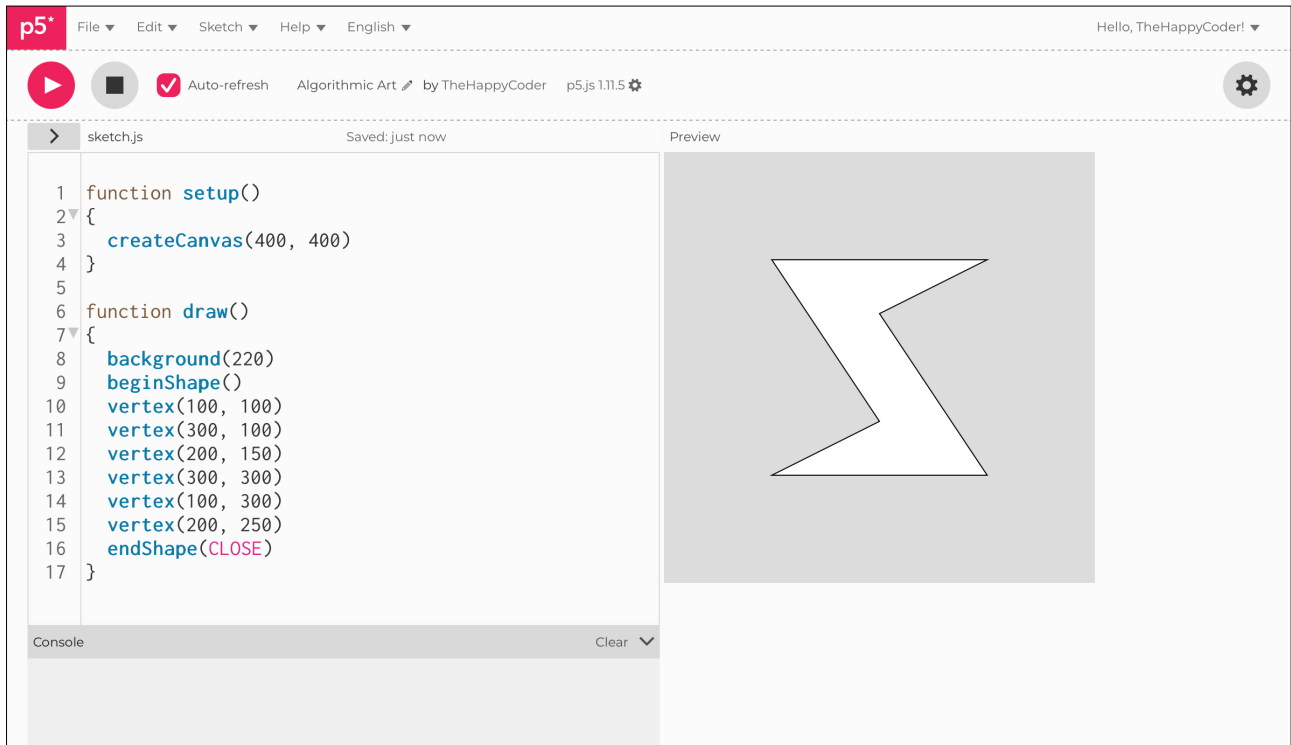 p5* File Edit Sketch Help English Hello, TheHappyCoder!
Auto-refresh Algorithmic Art by TheHappyCoder p5.js 1.11.5
sketch.js Saved: just now Preview
1 function setup()
2 {
3 createCanvas(400, 400)
4 }
5
6 function draw()
7 {
8 background(220)
9 beginShape()
10 vertex(100, 100)
11 vertex(300, 100)
12 vertex(200, 150)
13 vertex(300, 300)
14 vertex(100, 300)
15 vertex(200, 250)
16 endShape(CLOSE)
17 }
Console Clear